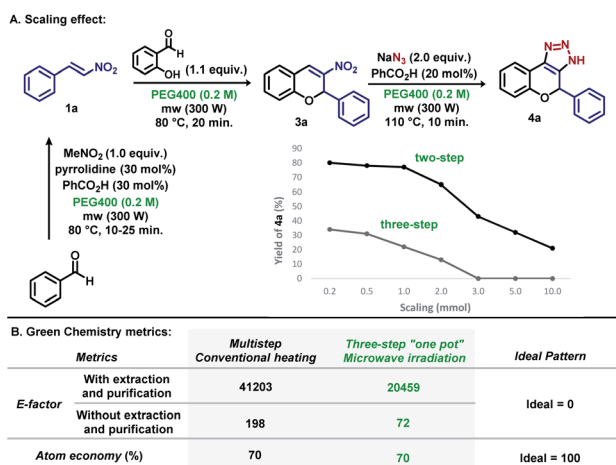 A. Scaling effect:
O
H
OH
(1.1 equiv.)
NO2
1a
PEG400 (0.2 M)
mw (300 W)
80 °C, 20 min.
NO2
O
3a
NaN3 (2.0 equiv.)
PhCO2H (20 mol%)
PEG400 (0.2 M)
mw (300 W)
110 °C, 10 min.
N=N
NH
O
4a
MeNO2 (1.0 equiv.)
pyrrolidine (30 mol%)
PhCO2H (30 mol%)
PEG400 (0.2 M)
mw (300 W)
80 °C, 10-25 min.
O
H
Yield of 4a (%)
90
80
70
60
50
40
30
20
10
0
two-step
three-step
0.2 0.5 1.0 2.0 3.0 5.0 10.0
Scaling (mmol)
B. Green Chemistry metrics:
Metrics
Multistep
Conventional heating
Three-step "one pot"
Microwave irradiation
Ideal Pattern
E-factor
With extraction
and purification
41203
20459
Ideal = 0
Without extraction
and purification
198
72
Atom economy (%)
70
70
Ideal = 100